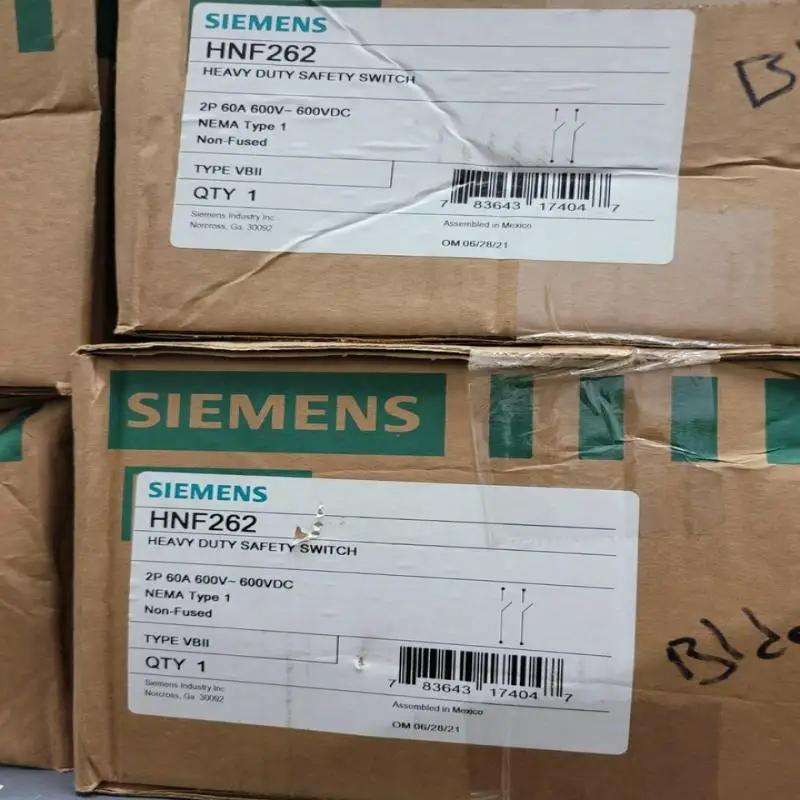 SIEMENS
HNF262
HEAVY DUTY SAFETY SWITCH
2P 60A 600V~ 600VDC
NEMA Type 1
Non-Fused
TYPE VBII
QTY 1
Siemens Industry Inc
Norcross, Ga. 30092
7 83643 17404 7
Assembled in Mexico
OM 06/28/21
SIEMENS
SIEMENS
HNF262
HEAVY DUTY SAFETY SWITCH
2P 60A 600V~ 600VDC
NEMA Type 1
Non-Fused
TYPE VBII
QTY 1
Siemens Industry Inc
Norcross, Ga 30092
7 83643 17404 7
Assembled in Mexico
OM 06/28/21